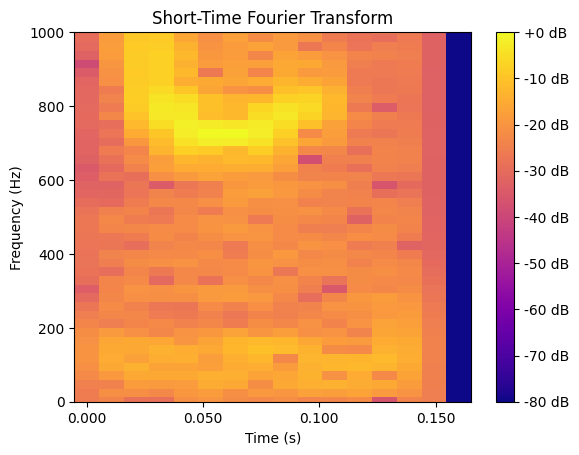 Short-Time Fourier Transform
1000
800
600
400
200
0
Frequency (Hz)
0.000
0.050
0.100
0.150
Time (s)
+0 dB
-10 dB
-20 dB
-30 dB
-40 dB
-50 dB
-60 dB
-70 dB
-80 dB